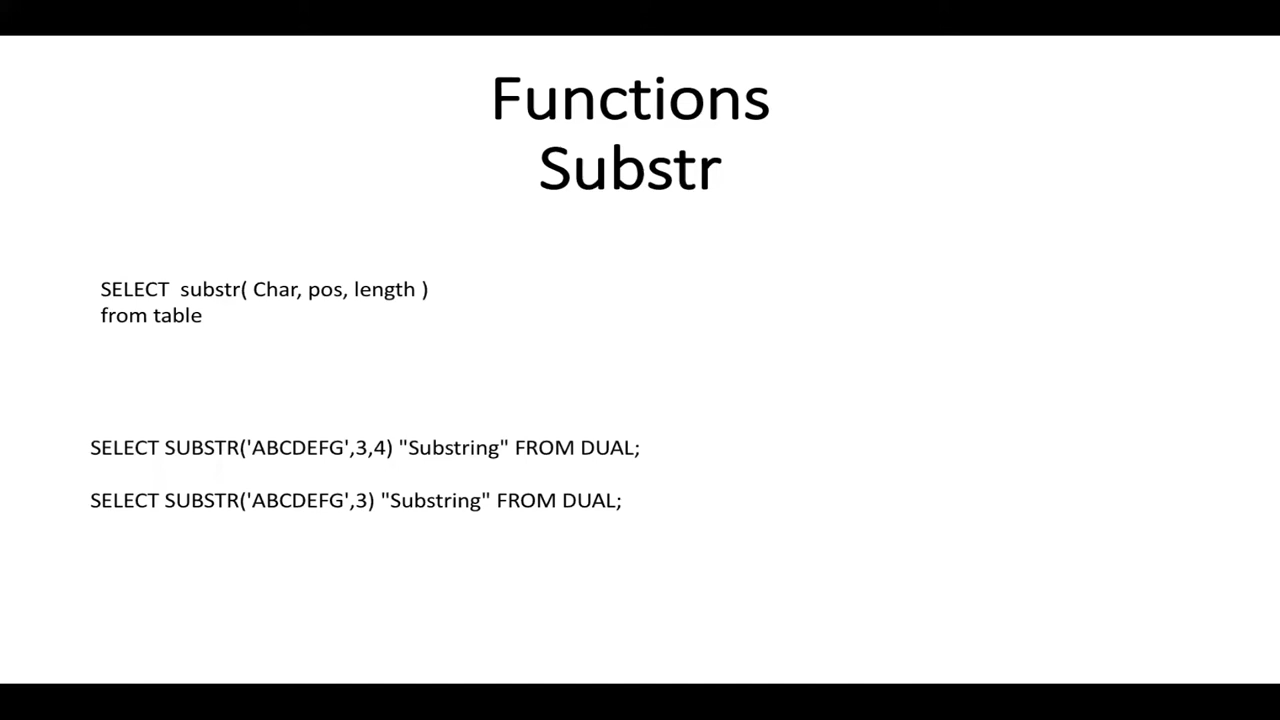 Functions
Substr
SELECT  substr( Char, pos, length )
from table
SELECT SUBSTR('ABCDEFG',3,4) "Substring" FROM DUAL;
SELECT SUBSTR('ABCDEFG',3) "Substring" FROM DUAL;